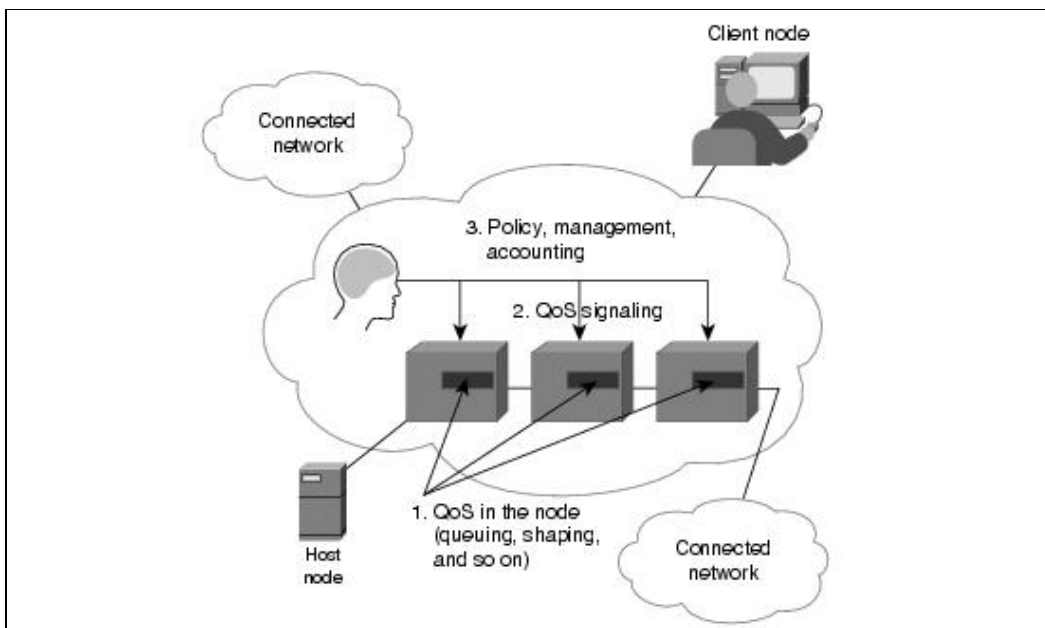 Client node
Connected
network
3. Policy, management,
accounting
2. QoS signaling
1. QoS in the node
(queuing, shaping,
and so on)
Host
node
Connected
network